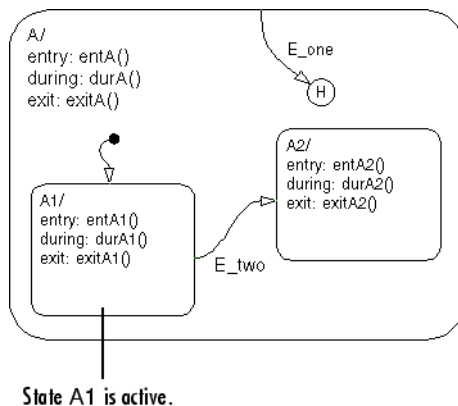 A/
entry: entA()
during: durA()
exit: exitA()
E_one
H
A1/
entry: entA1()
during: durA1()
exit: exitA1()
E_two
A2/
entry: entA2()
during: durA2()
exit: exitA2()
State A1 is active.